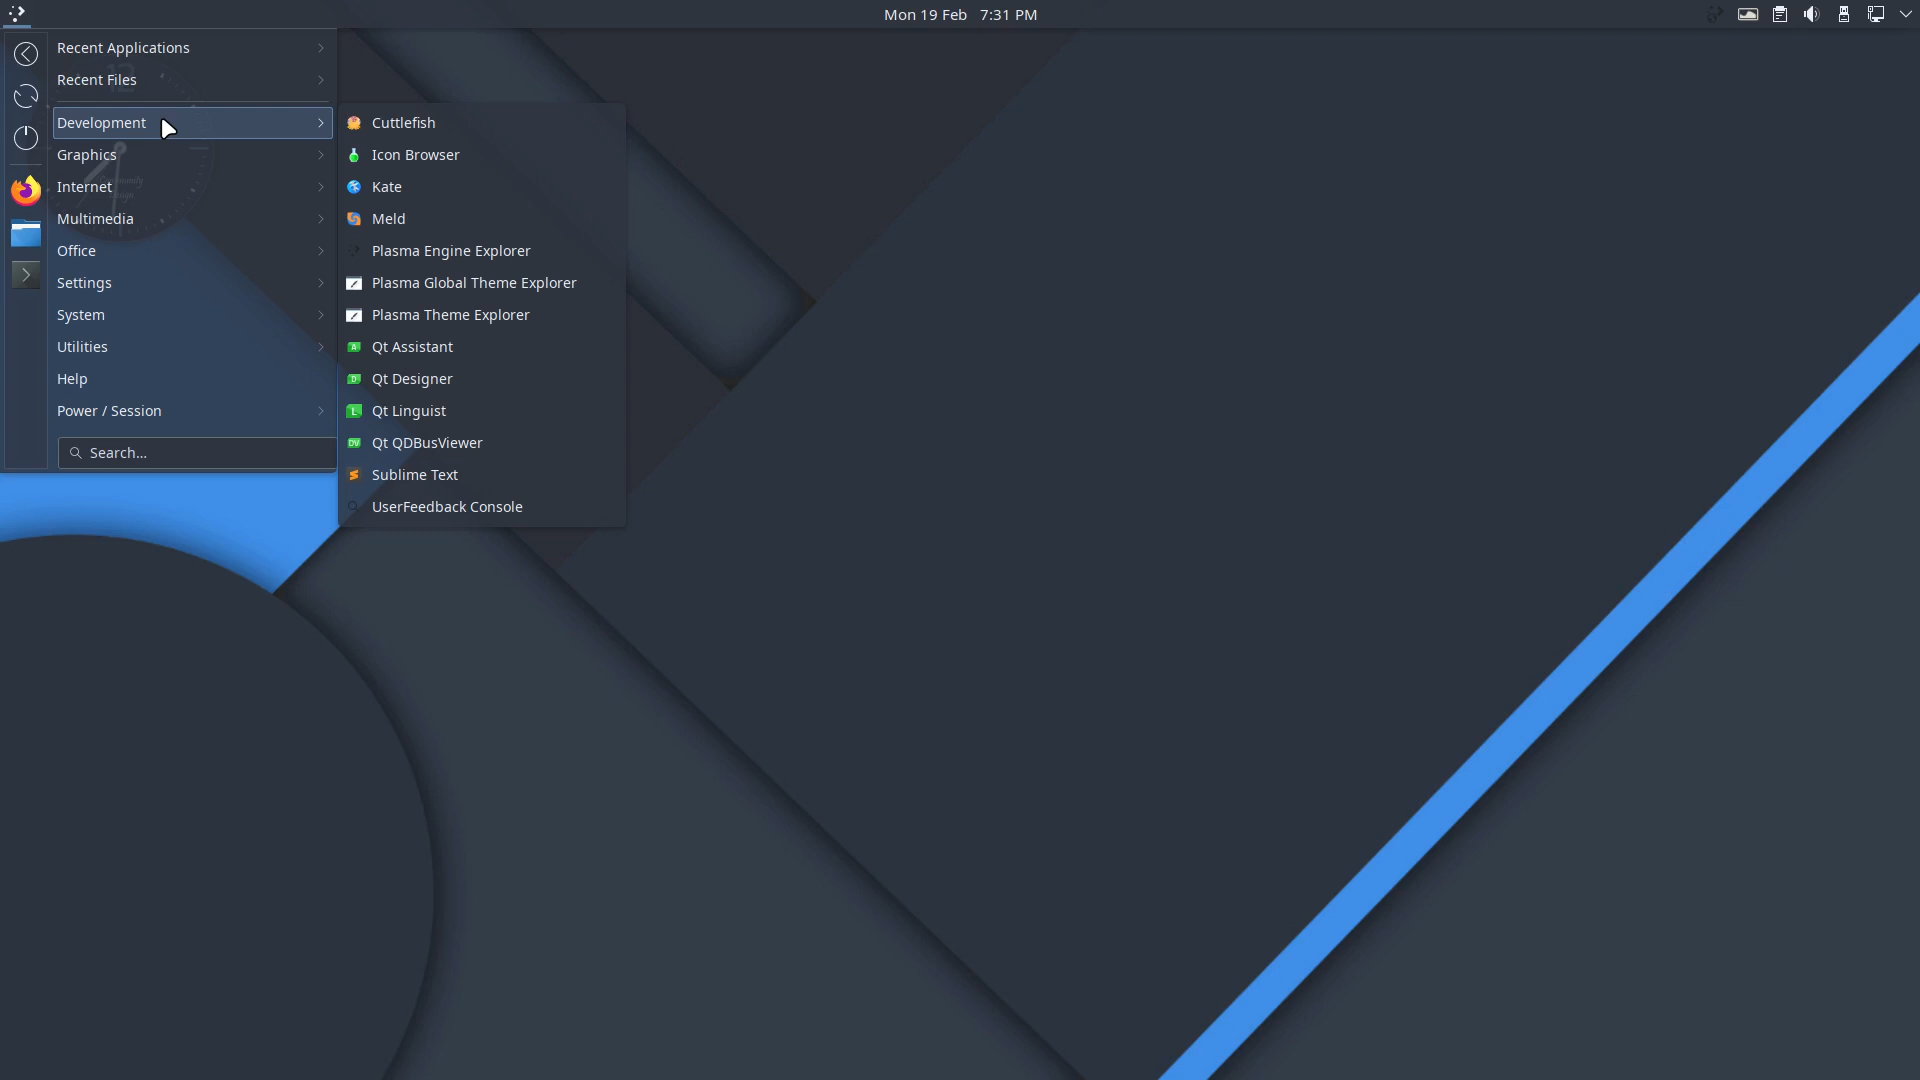 Mon 19 Feb 7:31 PM
Recent Applications
Recent Files
Development
Graphics
Internet
Multimedia
Office
Settings
System
Utilities
Help
Power / Session
Search...
Cuttlefish
Icon Browser
Kate
Meld
Plasma Engine Explorer
Plasma Global Theme Explorer
Plasma Theme Explorer
Qt Assistant
Qt Designer
Qt Linguist
Qt QDBusViewer
Sublime Text
UserFeedback Console
12